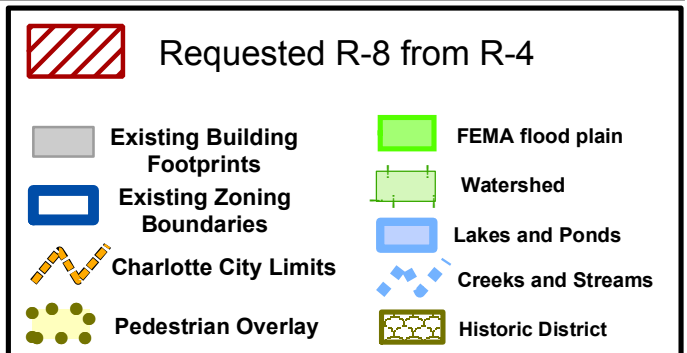 Requested R-8 from R-4
Existing Building
Footprints
Existing Zoning
Boundaries
Charlotte City Limits
Pedestrian Overlay
FEMA flood plain
Watershed
Lakes and Ponds
Creeks and Streams
Historic District